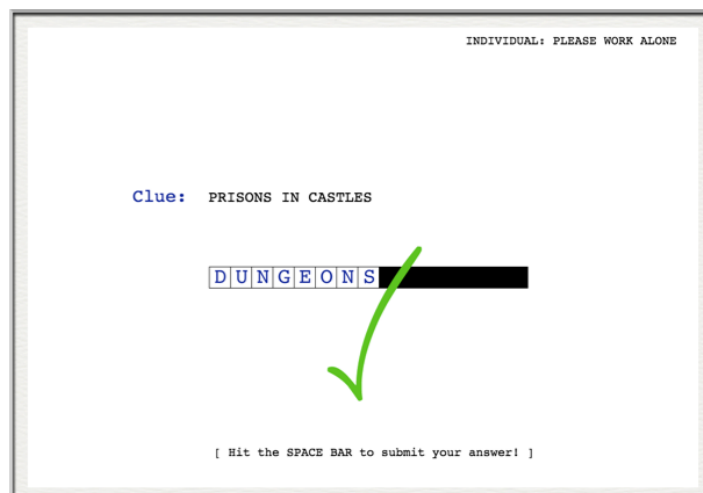 INDIVIDUAL: PLEASE WORK ALONE
Clue: PRISONS IN CASTLES
DUNGEONS
[ Hit the SPACE BAR to submit your answer! ]